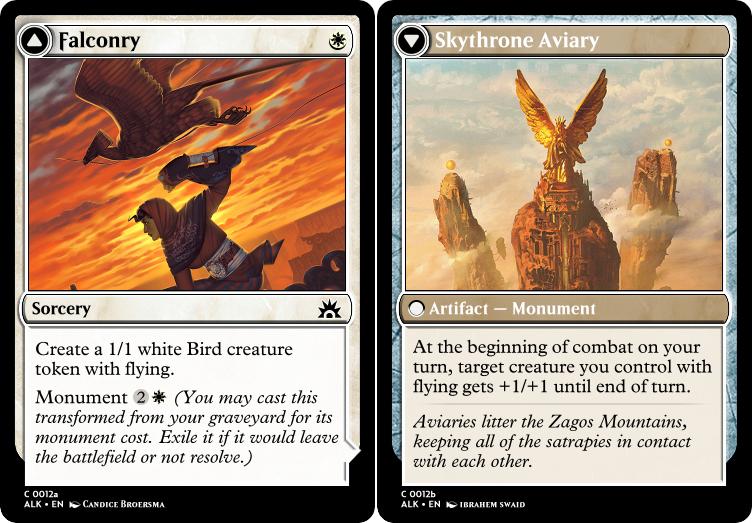 Falconry
Sorcery
Create a 1/1 white Bird creature
token with flying.
Monument 2 (You may cast this
transformed from your graveyard for its
monument cost. Exile it if it would leave
the battlefield or not resolve.)
C 0012a
ALK • EN Candice Broersma
Skythrone Aviary
Artifact — Monument
At the beginning of combat on your
turn, target creature you control with
flying gets +1/+1 until end of turn.
Aviaries litter the Zagos Mountains,
keeping all of the satrapies in contact
with each other.
C 0012b
ALK • EN ibrahem swaid